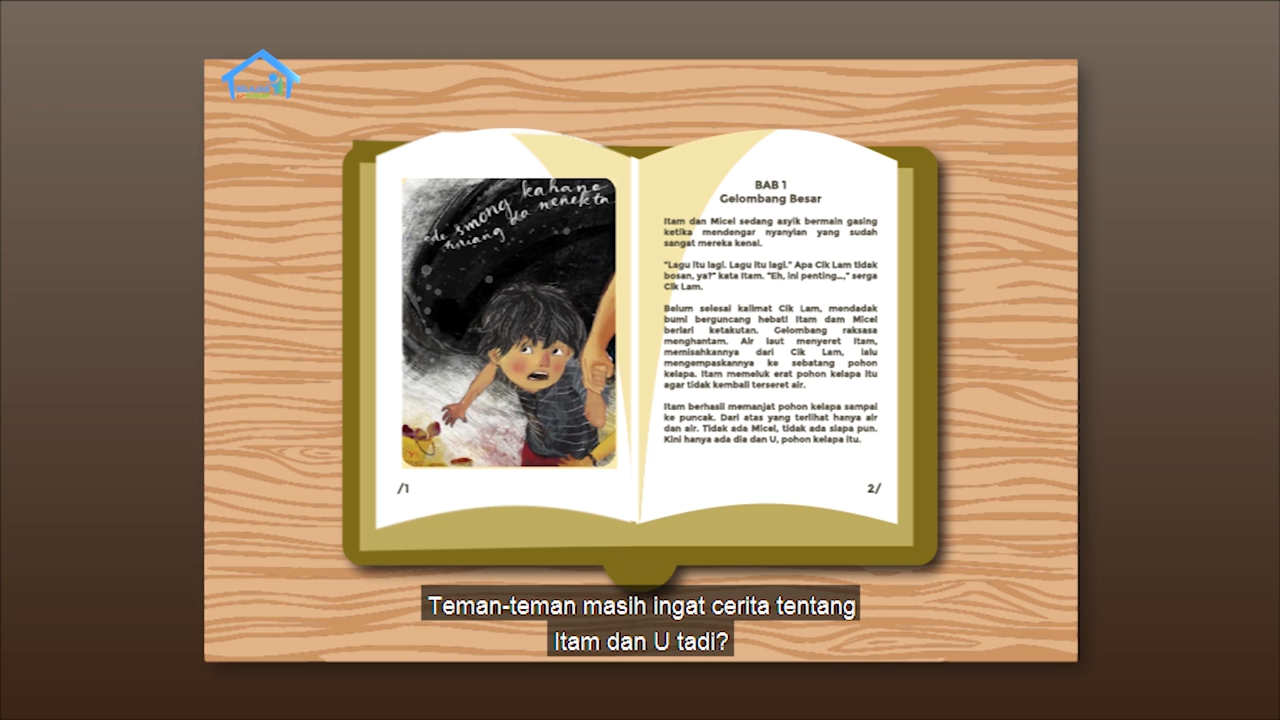 kahane
smong
ede
da nenekta
turiang
BAB 1
Gelombang Besar
Itam dan Micel sedang asyik bermain gasing
ketika mendengar nyanyian yang sudah
sangat mereka kenal.
"Lagu itu lagi. Lagu itu lagi." Apa Cik Lam tidak
bosan, ya?" kata Itam. "Eh, ini penting...," serga
Cik Lam.
Belum selesai kalimat Cik Lam, mendadak
bumi berguncang hebat! Itam dam Micel
berlari ketakutan. Gelombang raksasa
menghantam. Air laut menyeret Itam,
memisahkannya dari Cik Lam, lalu
mengempaskannya ke sebatang pohon
kelapa. Itam memeluk erat pohon kelapa itu
agar tidak kembali terseret air.
Itam berhasil memanjat pohon kelapa sampai
ke puncak. Dari atas yang terlihat hanya air
dan air. Tidak ada Micel, tidak ada siapa pun.
Kini hanya ada dia dan U, pohon kelapa itu.
/1
2/
Teman-teman masih ingat cerita tentang
Itam dan U tadi?